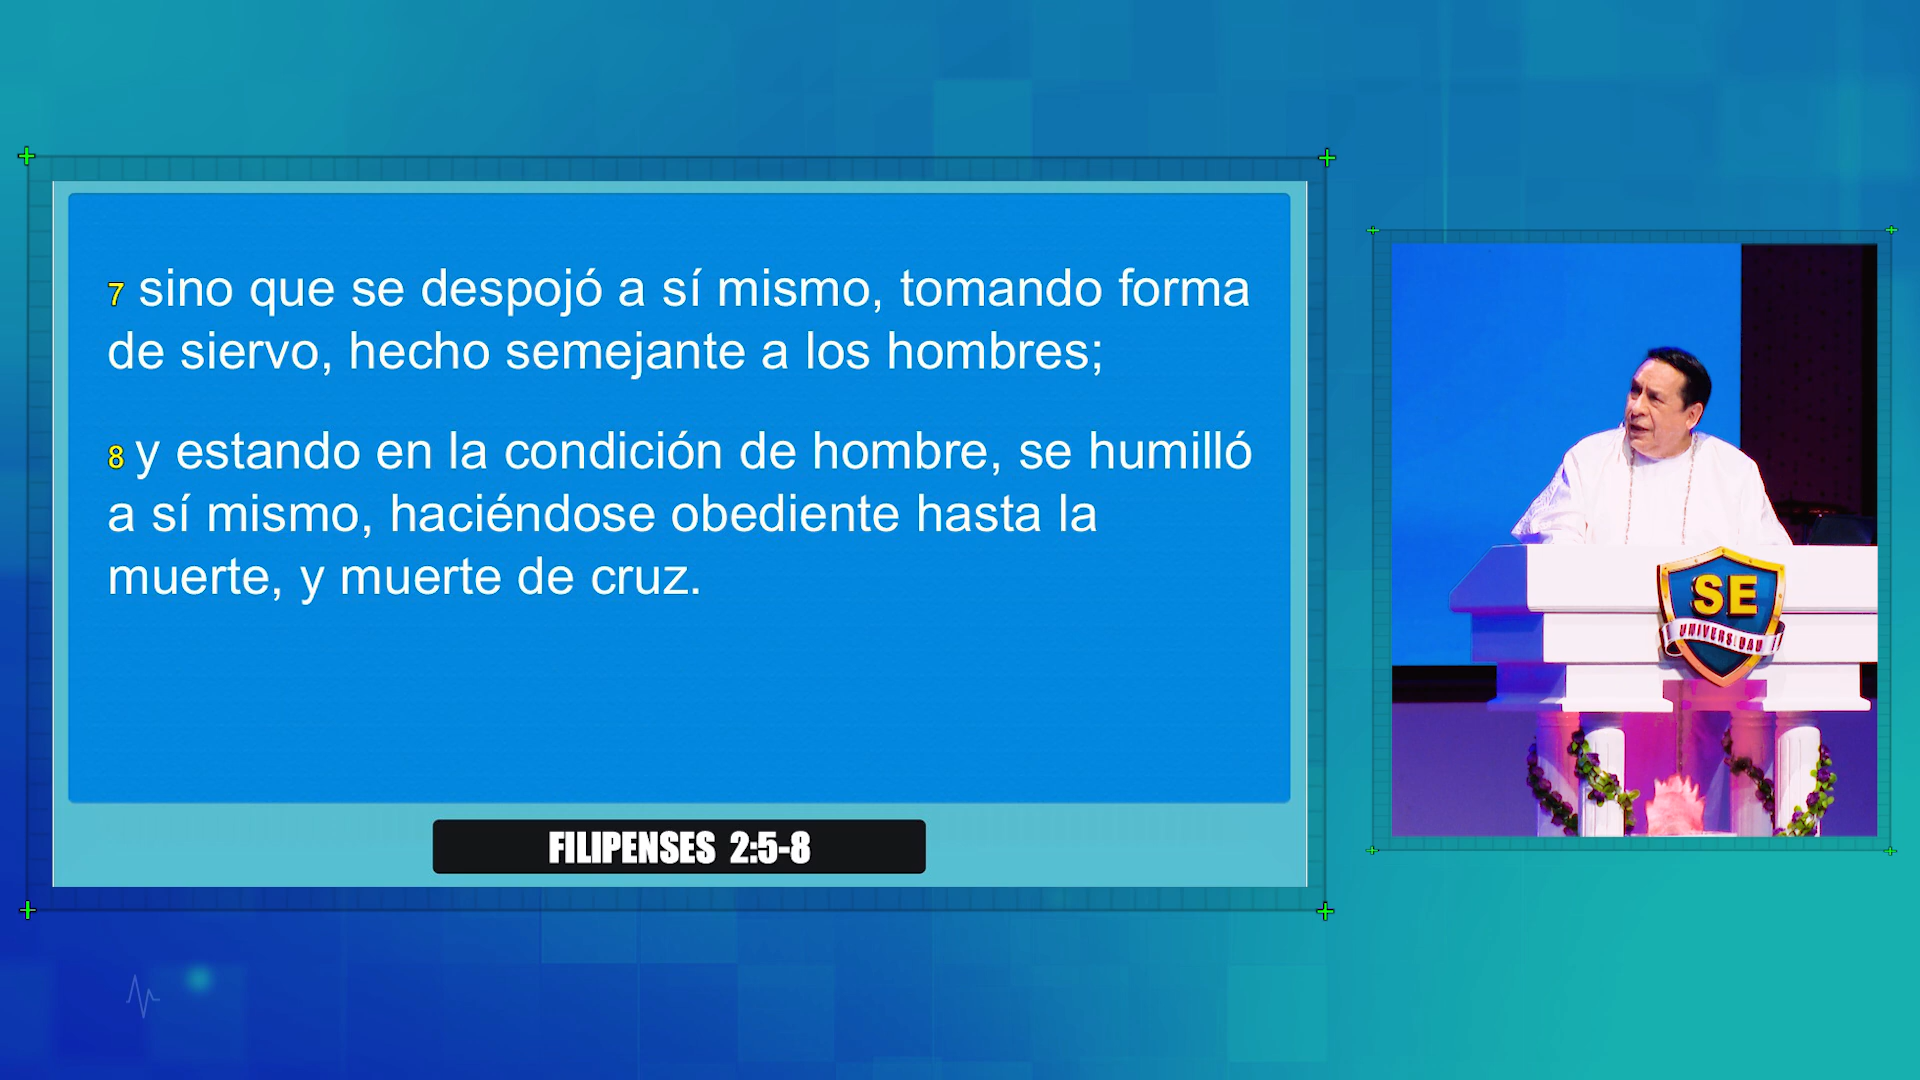 7 sino que se despojó a sí mismo, tomando forma
de siervo, hecho semejante a los hombres;
8 y estando en la condición de hombre, se humilló
a sí mismo, haciéndose obediente hasta la
muerte, y muerte de cruz.
FILIPENSES 2:5-8
SE
UNIVERSIDAD